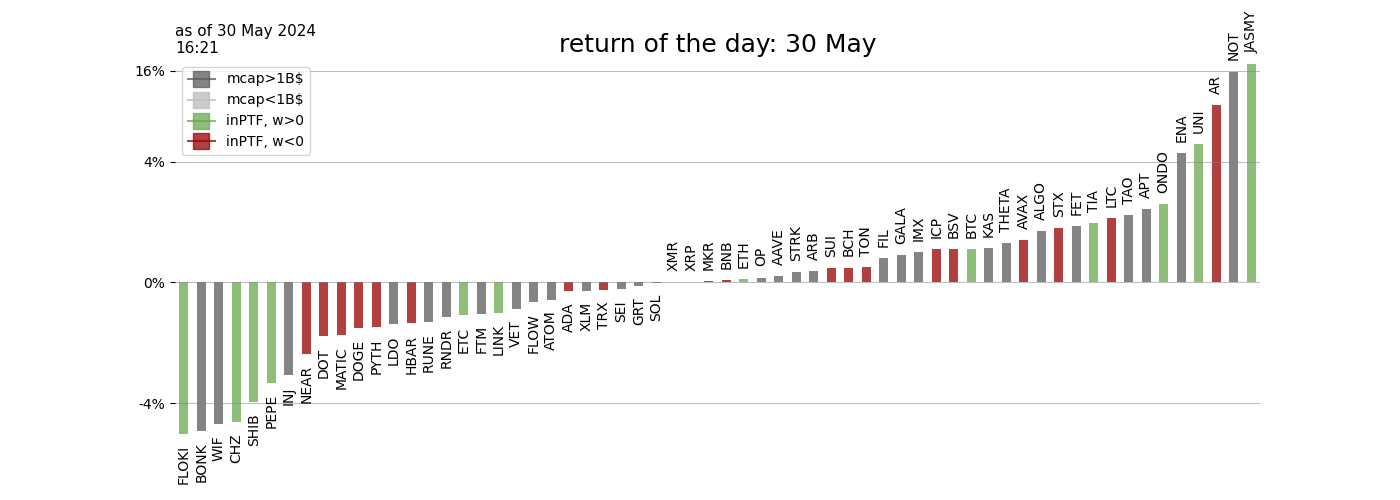 as of 30 May 2024
16:21
return of the day: 30 May
mcap>1B$
mcap<1B$
inPTF, w>0
inPTF, w<0
16%
4%
0%
-4%
FLOKI
BONK
WIF
CHZ
SHIB
PEPE
INJ
NEAR
DOT
MATIC
DOGE
PYTH
LDO
HBAR
RUNE
RNDR
ETC
FTM
LINK
VET
FLOW
ATOM
ADA
XLM
TRX
SEI
GRT
SOL
XMR
XRP
MKR
BNB
ETH
OP
AAVE
STRK
ARB
SUI
BCH
TON
FIL
GALA
IMX
ICP
BSV
BTC
KAS
THETA
AVAX
ALGO
STX
FET
TIA
LTC
TAO
APT
ONDO
ENA
UNI
AR
NOT
JASMY